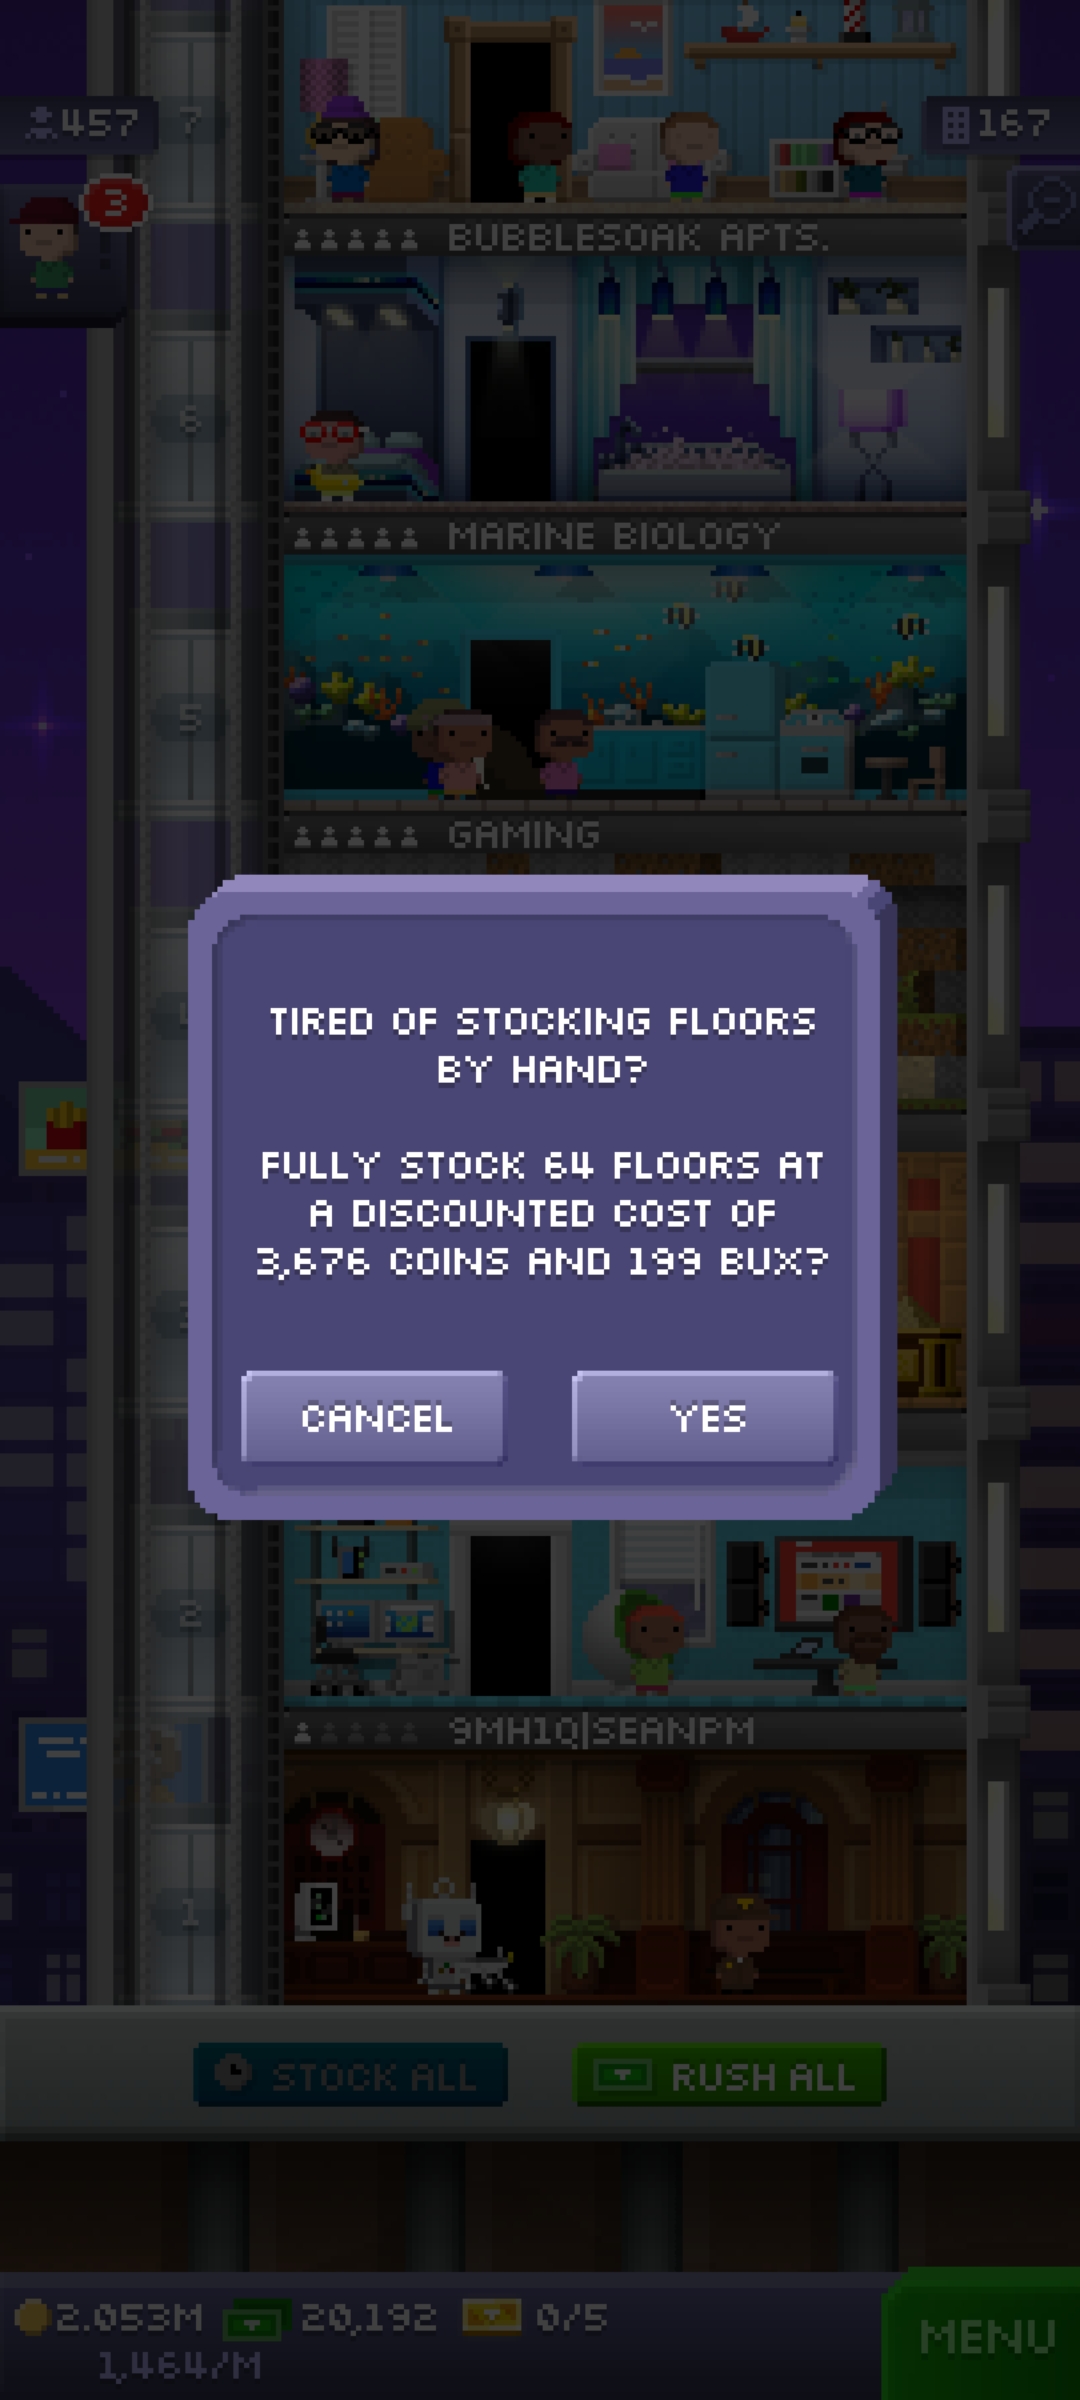 457
7
167
3
BUBBLESOAK APTS.
6
MARINE BIOLOGY
5
GAMING
TIRED OF STOCKING FLOORS
BY HAND?
FULLY STOCK 64 FLOORS AT
A DISCOUNTED COST OF
3,676 COINS AND 199 BUX?
CANCEL
YES
2
9MH1Q|SEANPM
1
STOCK ALL
RUSH ALL
2.053M
20,192
0/5
1,464/M
MENU